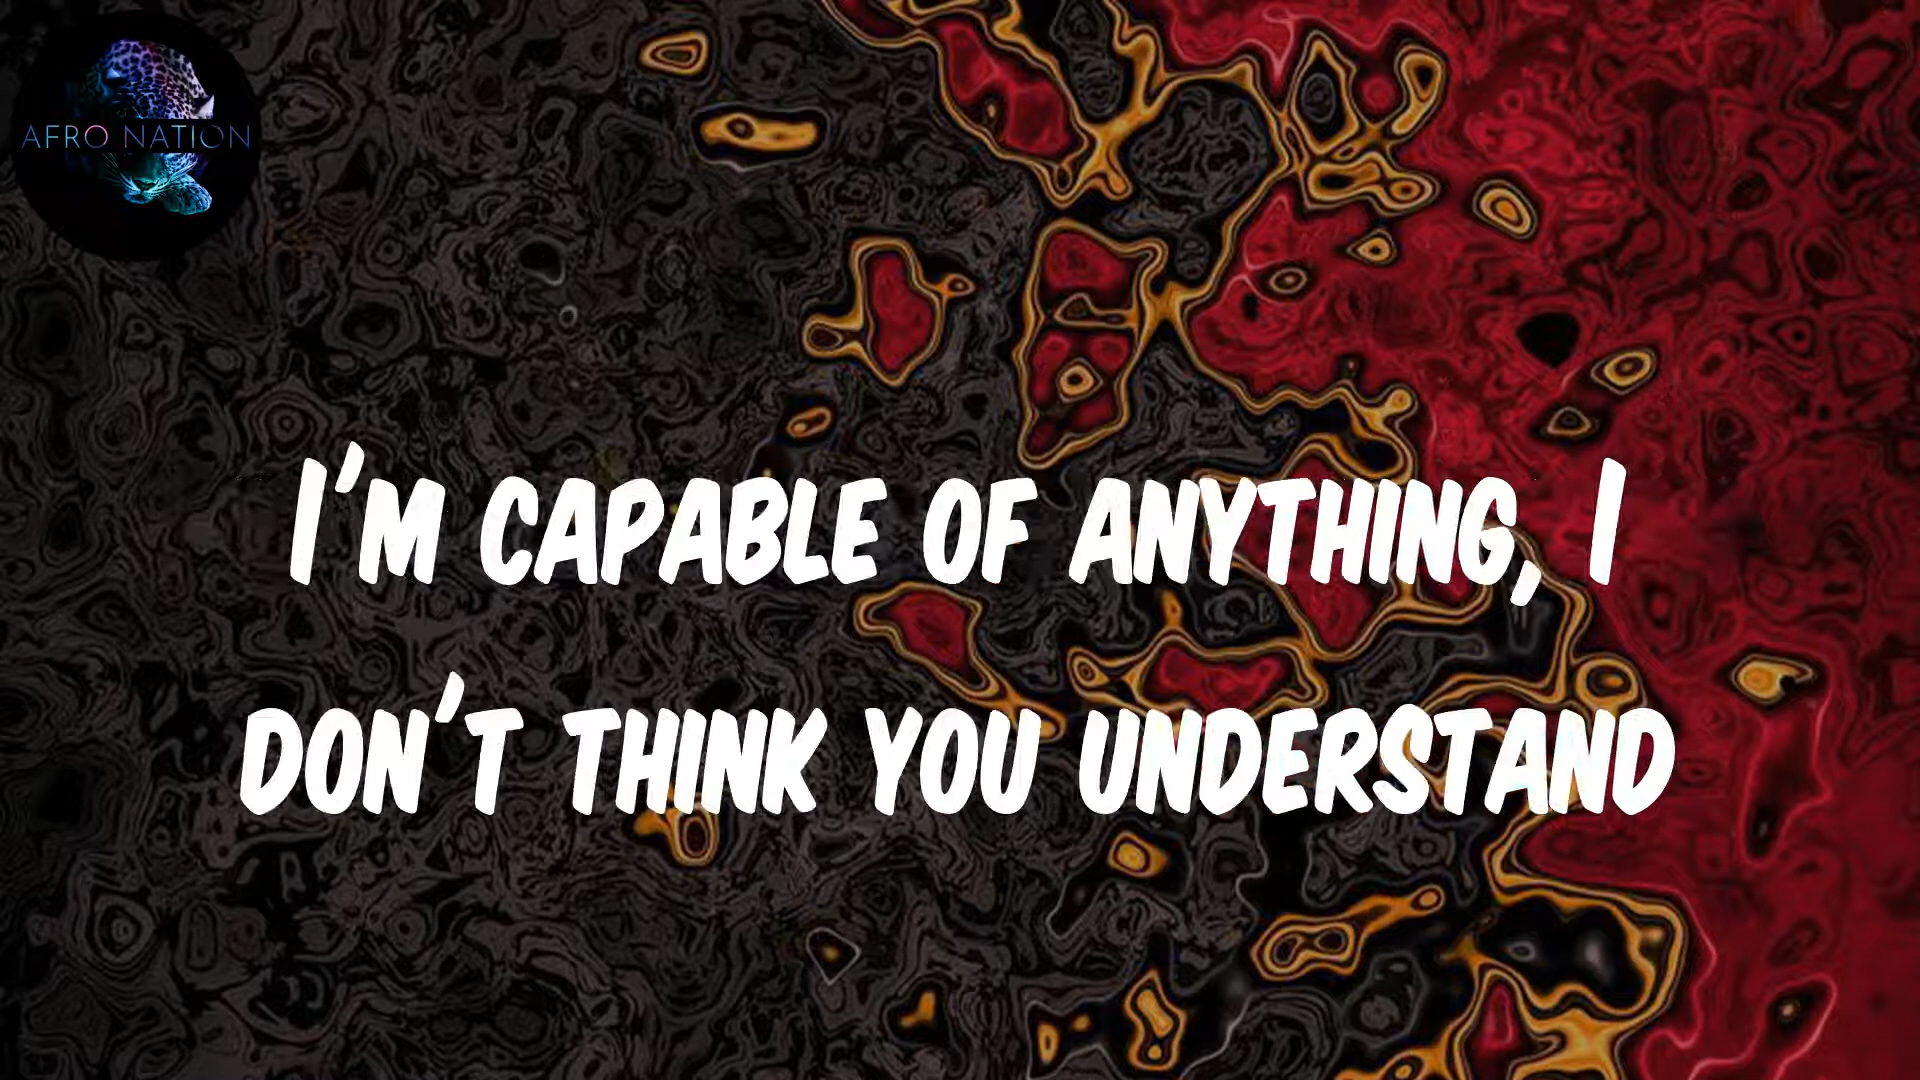 AFRO NATION
I'M CAPABLE OF ANYTHING, I
DON'T THINK YOU UNDERSTAND